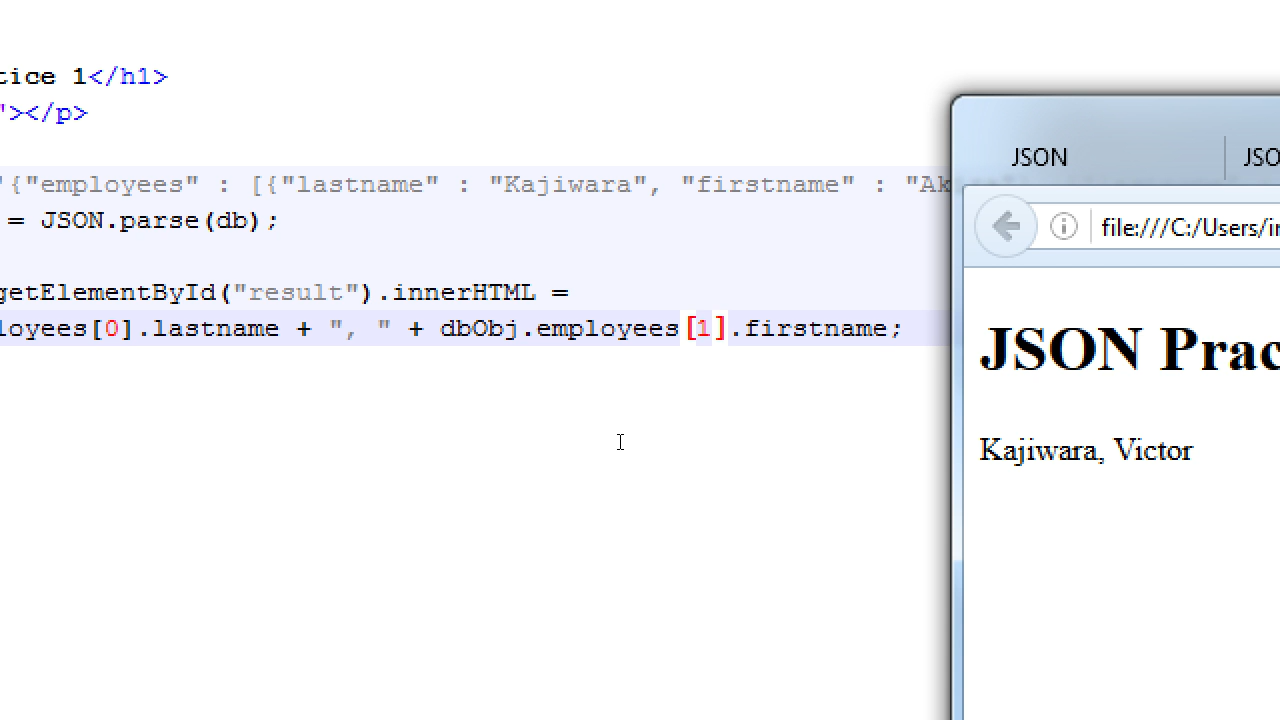 tice 1</h1>
"></p>
'{"employees" : [{"lastname" : "Kajiwara", "firstname" : "Ak
= JSON.parse(db);
getElementById("result").innerHTML =
loyees[0].lastname + ", " + dbObj.employees[1].firstname;
JSON
JSO
file:///C:/Users/in
JSON Prac
Kajiwara, Victor